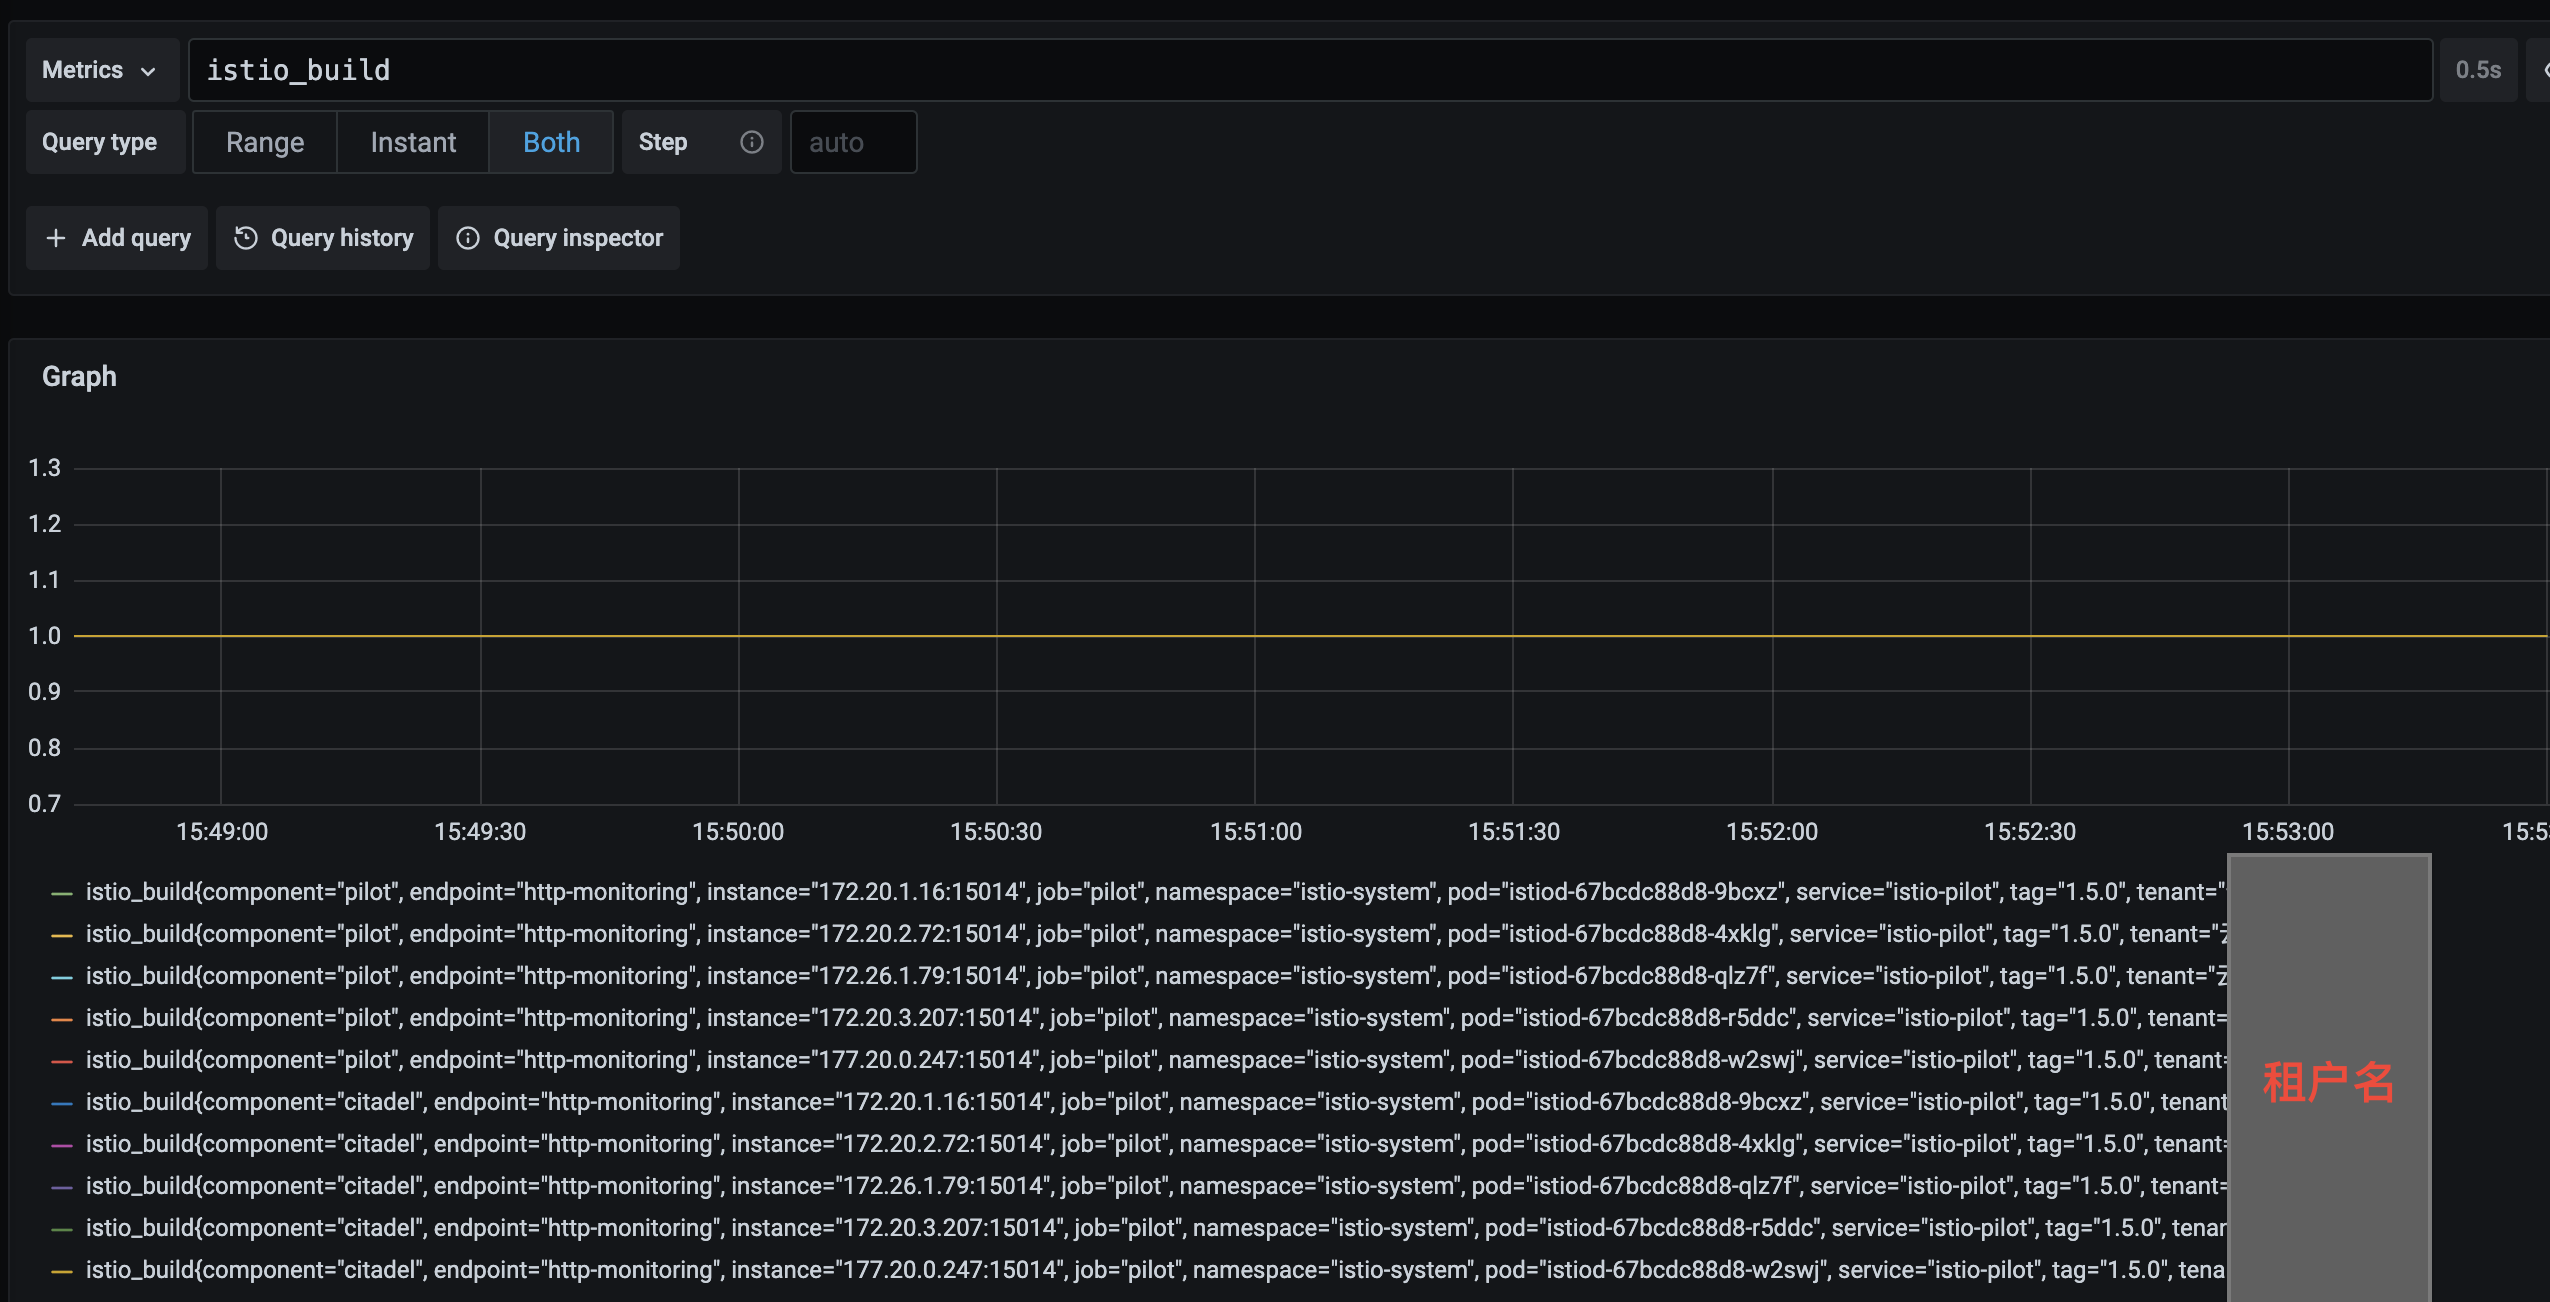 Metrics
istio_build
0.5s
Query type
Range
Instant
Both
Step
auto
Add query
Query history
Query inspector
Graph
1.3
1.2
1.1
1.0
0.9
0.8
0.7
15:49:00 15:49:30 15:50:00 15:50:30 15:51:00 15:51:30 15:52:00 15:52:30 15:53:00
istio_build{component="pilot", endpoint="http-monitoring", instance="172.20.1.16:15014", job="pilot", namespace="istio-system", pod="istiod-67bcdc88d8-9bcxz", service="istio-pilot", tag="1.5.0", tenant="
istio_build{component="pilot", endpoint="http-monitoring", instance="172.20.2.72:15014", job="pilot", namespace="istio-system", pod="istiod-67bcdc88d8-4xklg", service="istio-pilot", tag="1.5.0", tenant="
istio_build{component="pilot", endpoint="http-monitoring", instance="172.26.1.79:15014", job="pilot", namespace="istio-system", pod="istiod-67bcdc88d8-qlz7f", service="istio-pilot", tag="1.5.0", tenant="
istio_build{component="pilot", endpoint="http-monitoring", instance="172.20.3.207:15014", job="pilot", namespace="istio-system", pod="istiod-67bcdc88d8-r5ddc", service="istio-pilot", tag="1.5.0", tenant=
istio_build{component="pilot", endpoint="http-monitoring", instance="177.20.0.247:15014", job="pilot", namespace="istio-system", pod="istiod-67bcdc88d8-w2swj", service="istio-pilot", tag="1.5.0", tenant=
istio_build{component="citadel", endpoint="http-monitoring", instance="172.20.1.16:15014", job="pilot", namespace="istio-system", pod="istiod-67bcdc88d8-9bcxz", service="istio-pilot", tag="1.5.0", tenant
istio_build{component="citadel", endpoint="http-monitoring", instance="172.20.2.72:15014", job="pilot", namespace="istio-system", pod="istiod-67bcdc88d8-4xklg", service="istio-pilot", tag="1.5.0", tenant=
istio_build{component="citadel", endpoint="http-monitoring", instance="172.26.1.79:15014", job="pilot", namespace="istio-system", pod="istiod-67bcdc88d8-qlz7f", service="istio-pilot", tag="1.5.0", tenant=
istio_build{component="citadel", endpoint="http-monitoring", instance="172.20.3.207:15014", job="pilot", namespace="istio-system", pod="istiod-67bcdc88d8-r5ddc", service="istio-pilot", tag="1.5.0", tenan
istio_build{component="citadel", endpoint="http-monitoring", instance="177.20.0.247:15014", job="pilot", namespace="istio-system", pod="istiod-67bcdc88d8-w2swj", service="istio-pilot", tag="1.5.0", tena
租户名